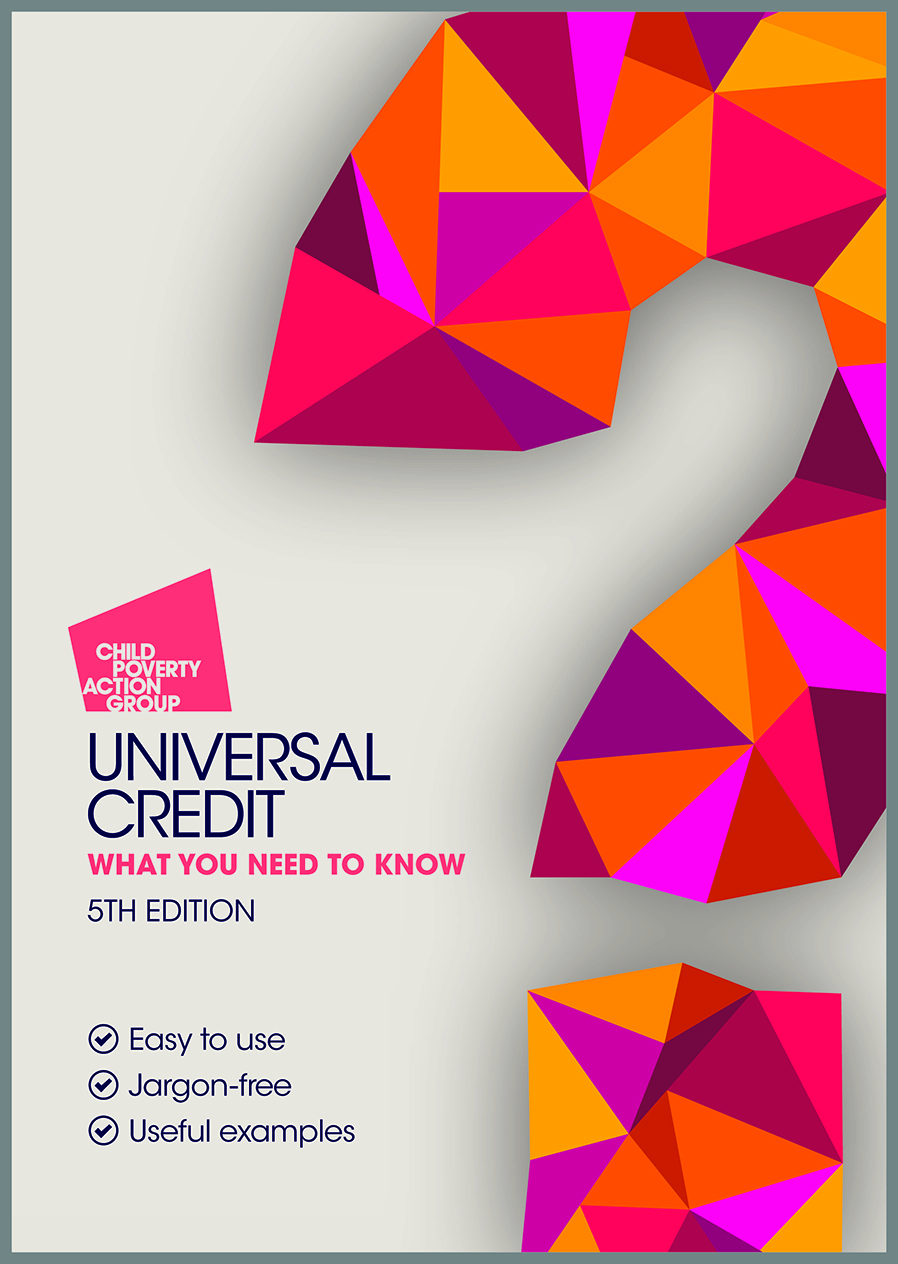 CHILD
POVERTY
ACTION
GROUP
UNIVERSAL
CREDIT
WHAT YOU NEED TO KNOW
5TH EDITION
Easy to use
Jargon-free
Useful examples